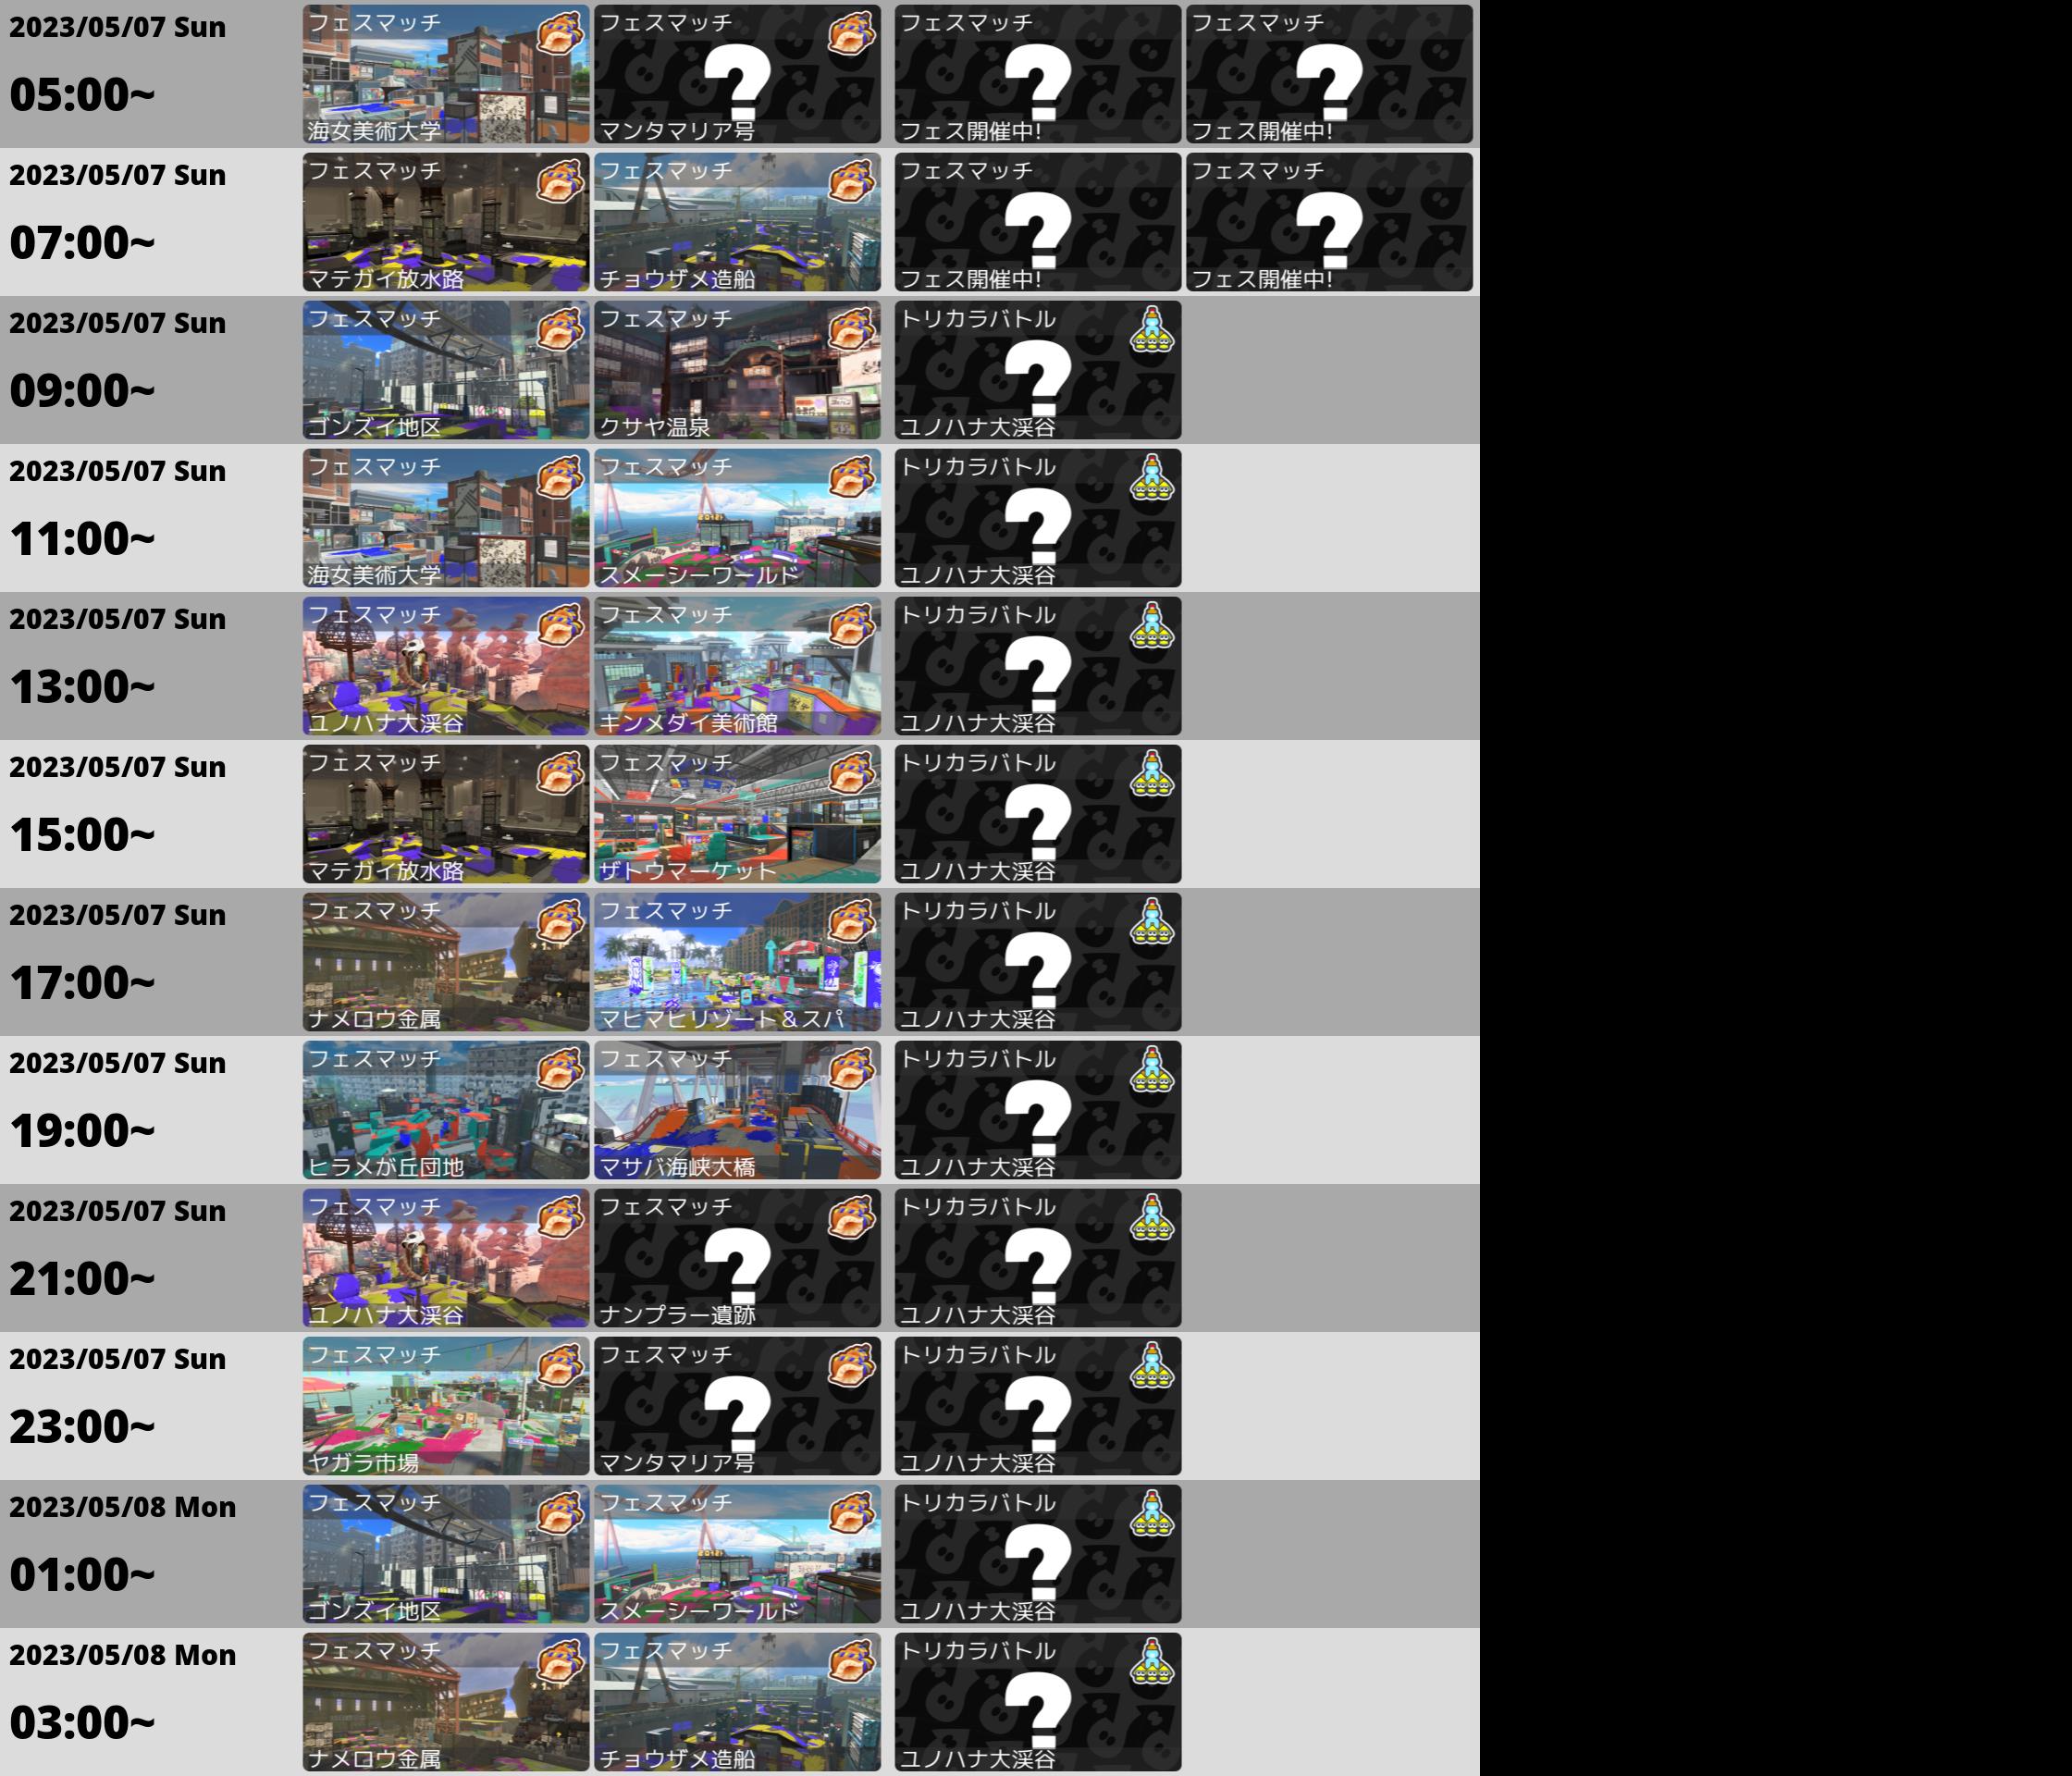 2023/05/07 Sun
05:00~
フェスマッチ
海女美術大学
フェスマッチ
マンタマリア号
フェスマッチ
フェス開催中!
フェスマッチ
フェス開催中!
2023/05/07 Sun
07:00~
フェスマッチ
マテガイ放水路
フェスマッチ
チョウザメ造船
フェスマッチ
フェス開催中!
フェスマッチ
フェス開催中!
2023/05/07 Sun
09:00~
フェスマッチ
ゴンズイ地区
フェスマッチ
クサヤ温泉
トリカラバトル
ユノハナ大渓谷
2023/05/07 Sun
11:00~
フェスマッチ
海女美術大学
フェスマッチ
スメーシーワールド
トリカラバトル
ユノハナ大渓谷
2023/05/07 Sun
13:00~
フェスマッチ
ユノハナ大渓谷
フェスマッチ
キンメダイ美術館
トリカラバトル
ユノハナ大渓谷
2023/05/07 Sun
15:00~
フェスマッチ
マテガイ放水路
フェスマッチ
ザトウマーケット
トリカラバトル
ユノハナ大渓谷
2023/05/07 Sun
17:00~
フェスマッチ
ナメロウ金属
フェスマッチ
マヒマヒリゾート＆スパ
トリカラバトル
ユノハナ大渓谷
2023/05/07 Sun
19:00~
フェスマッチ
ヒラメが丘団地
フェスマッチ
マサバ海峡大橋
トリカラバトル
ユノハナ大渓谷
2023/05/07 Sun
21:00~
フェスマッチ
ユノハナ大渓谷
フェスマッチ
ナンプラー遺跡
トリカラバトル
ユノハナ大渓谷
2023/05/07 Sun
23:00~
フェスマッチ
ヤガラ市場
フェスマッチ
マンタマリア号
トリカラバトル
ユノハナ大渓谷
2023/05/08 Mon
01:00~
フェスマッチ
ゴンズイ地区
フェスマッチ
スメーシーワールド
トリカラバトル
ユノハナ大渓谷
2023/05/08 Mon
03:00~
フェスマッチ
ナメロウ金属
フェスマッチ
チョウザメ造船
トリカラバトル
ユノハナ大渓谷